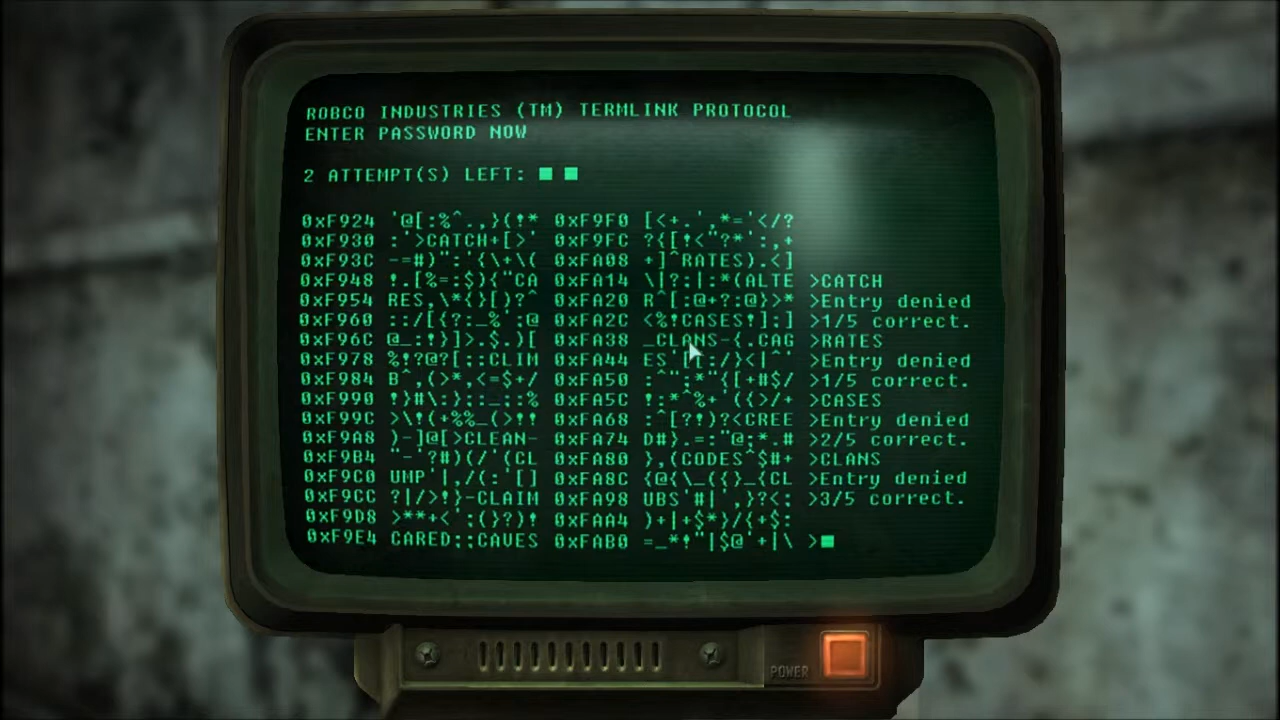 ROBCO INDUSTRIES (TM) TERMLINK PROTOCOL
ENTER PASSWORD NOW
2 ATTEMPT(S) LEFT: ■ ■
0xF924 '@[:%^.,}(!* 0xF9F0 [<+.',*='</?
0xF930 :'>CATCH+[>' 0xF9FC ?{[!<"?*':,+
0xF93C -=#)":'{\+\( 0xFA08 +]^RATES).<]
0xF948 !.[%=:$){"CA 0xFA14 \|?:|:*(ALTE >CATCH
0xF954 RES,\*{}[)?^ 0xFA20 R^[:@+?:@}>* >Entry denied
0xF960 ::/[{?:_%';@ 0xFA2C <%!CASES!];] >1/5 correct.
0xF96C @_:!}]>.$.)[ 0xFA38 _CLANS-{.CAG >RATES
0xF978 %!?@?[;:CLIM 0xFA44 ES'[[:/}<|^' >Entry denied
0xF984 B^,(>*,<=$+/ 0xFA50 :^";*"{[+#$/ >1/5 correct.
0xF990 !}#\:}::_::% 0xFA5C !:*^%+'({>/+ >CASES
0xF99C >\!(+%%_(>!! 0xFA68 :^[?!)?<CREE >Entry denied
0xF9A8 )-]@[>CLEAN- 0xFA74 D#}.=:"@;*.# >2/5 correct.
0xF9B4 "-'?#)(/'(CL 0xFA80 },(CODES^$#+ >CLANS
0xF9C0 UMP'|,/(:'[] 0xFA8C {@{\_({}_{CL >Entry denied
0xF9CC ?|/>!}-CLAIM 0xFA98 UBS'#|',}?<: >3/5 correct.
0xF9D8 >**+<':(}?)! 0xFAA4 )+|+$*}/{+$:
0xF9E4 CARED;:CAVES 0xFAB0 =_*!"|$@'+|\ >■
POWER